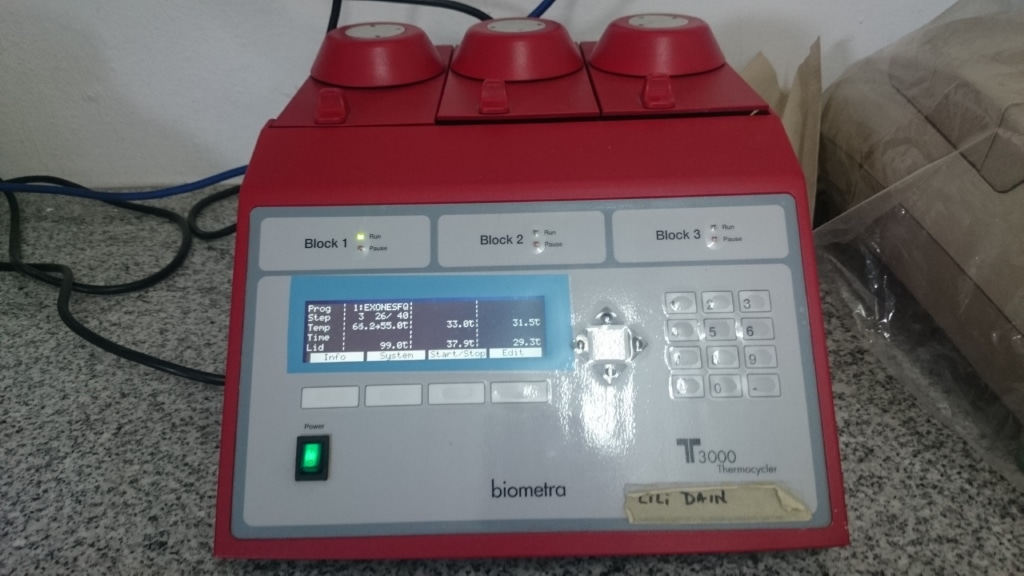 Block 1
Run
Pause
Block 2
Run
Pause
Block 3
Run
Pause
Prog 1:EXONESFQ
Step 3 26/ 40
Temp 66.2→55.0℃ 33.0℃ 31.5℃
Time
Lid 99.0℃ 37.9℃ 29.3℃
Info System Start/Stop Edit
3
5 6
9
0
Power
T3000
Thermocycler
biometra
LILI DAIN